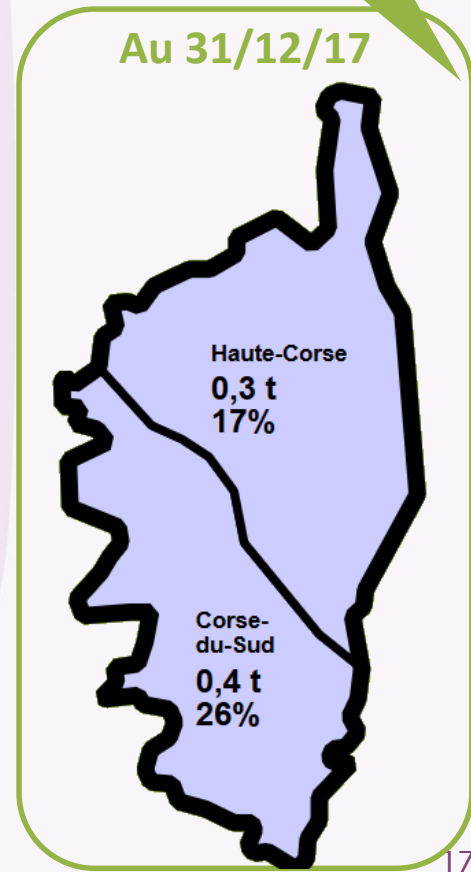 Au 31/12/17
Haute-Corse
0,3 t
17%
Corse-
du-Sud
0,4 t
26%
17